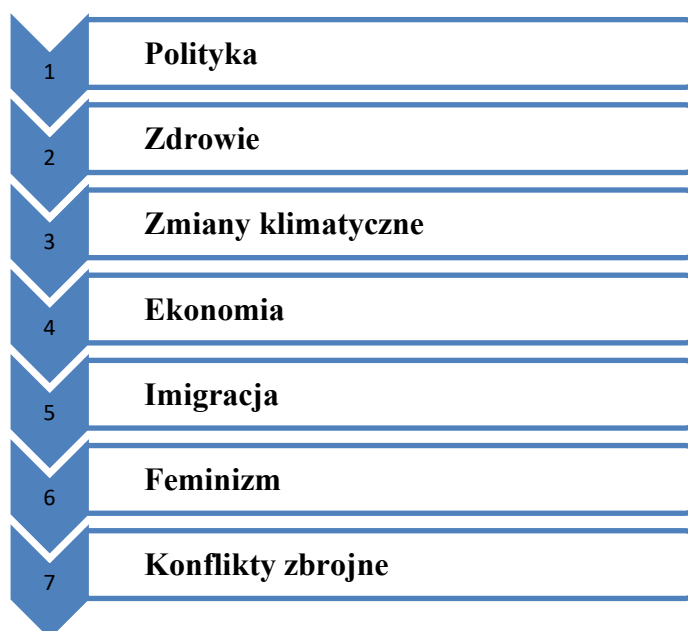 1 Polityka
2 Zdrowie
3 Zmiany klimatyczne
4 Ekonomia
5 Imigracja
6 Feminizm
7 Konflikty zbrojne